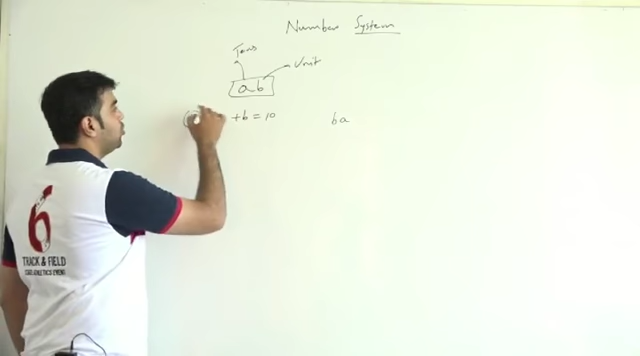 Number System
Tens
Unit
ab
+b = 10
ba
6
TRACK & FIELD